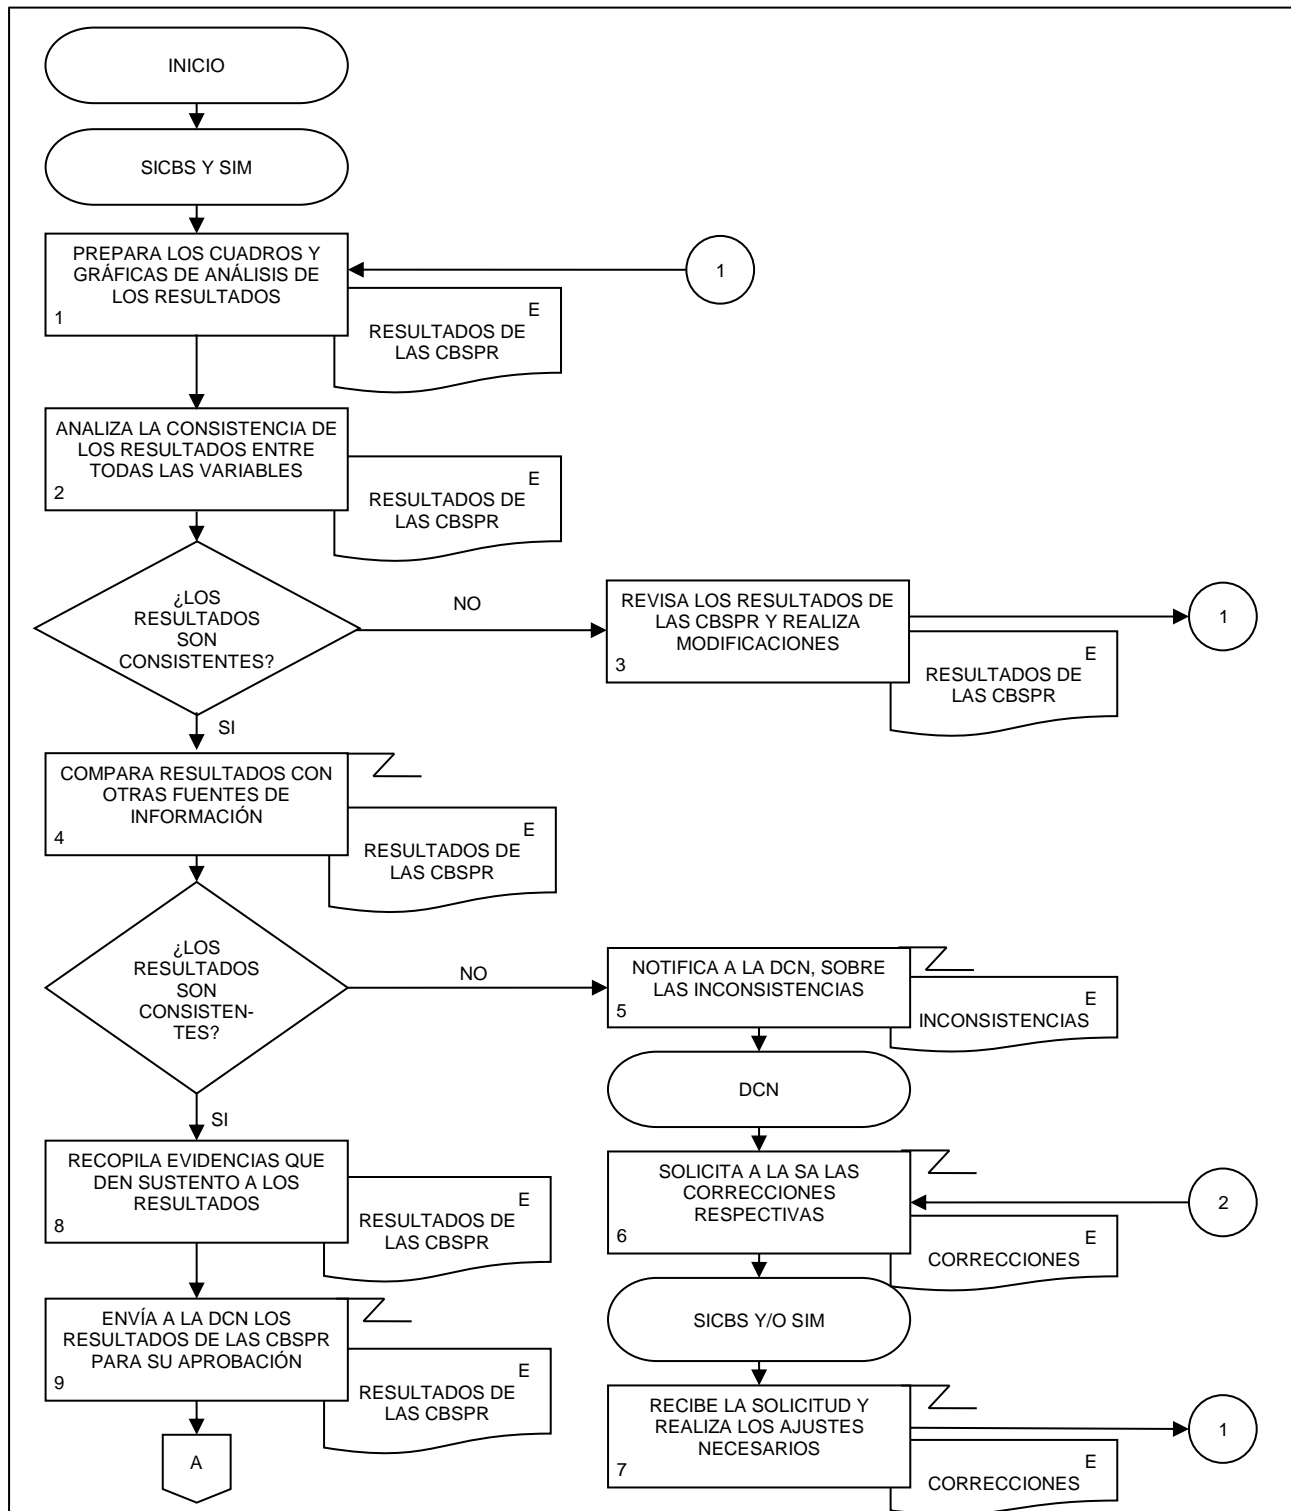 INICIO
SICBS Y SIM
PREPARA LOS CUADROS Y
GRÁFICAS DE ANÁLISIS DE
LOS RESULTADOS
1
1
E
RESULTADOS DE
LAS CBSPR
ANALIZA LA CONSISTENCIA DE
LOS RESULTADOS ENTRE
TODAS LAS VARIABLES
2
E
RESULTADOS DE
LAS CBSPR
¿LOS
RESULTADOS
SON
CONSISTENTES?
NO
REVISA LOS RESULTADOS DE
LAS CBSPR Y REALIZA
MODIFICACIONES
3
1
E
RESULTADOS DE
LAS CBSPR
SI
COMPARA RESULTADOS CON
OTRAS FUENTES DE
INFORMACIÓN
4
E
RESULTADOS DE
LAS CBSPR
¿LOS
RESULTADOS
SON
CONSISTEN-
TES?
NO
NOTIFICA A LA DCN, SOBRE
LAS INCONSISTENCIAS
5
E
INCONSISTENCIAS
DCN
SOLICITA A LA SA LAS
CORRECCIONES
RESPECTIVAS
6
2
E
CORRECCIONES
SICBS Y/O SIM
RECIBE LA SOLICITUD Y
REALIZA LOS AJUSTES
NECESARIOS
7
1
E
CORRECCIONES
SI
RECOPILA EVIDENCIAS QUE
DEN SUSTENTO A LOS
RESULTADOS
8
E
RESULTADOS DE
LAS CBSPR
ENVÍA A LA DCN LOS
RESULTADOS DE LAS CBSPR
PARA SU APROBACIÓN
9
E
RESULTADOS DE
LAS CBSPR
A